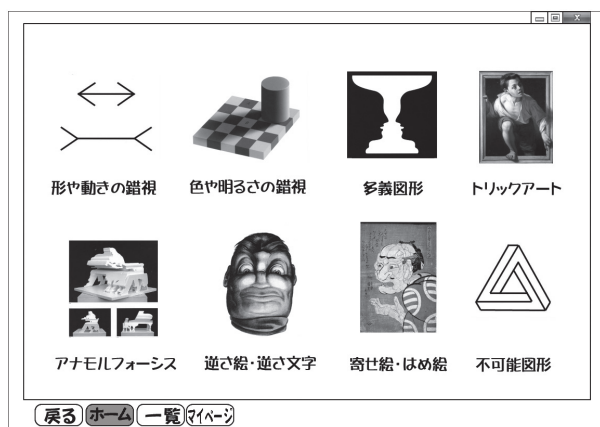 形や動きの錯視
色や明るさの錯視
多義図形
トリックアート
アナモルフォーシス
逆さ絵・逆さ文字
寄せ絵・はめ絵
不可能図形
戻る ホーム 一覧 マイページ